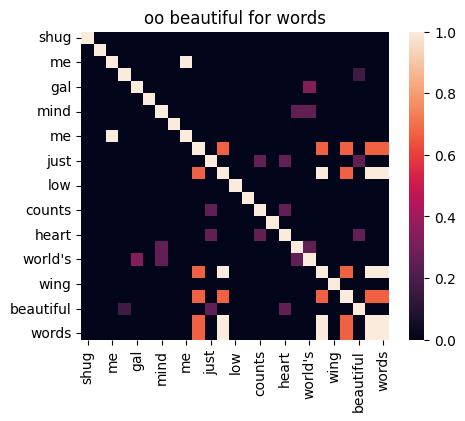 oo beautiful for words
shug
me
gal
mind
me
just
low
counts
heart
world's
wing
beautiful
words
shug
me
gal
mind
me
just
low
counts
heart
world's
wing
beautiful
words
1.0
0.8
0.6
0.4
0.2
0.0